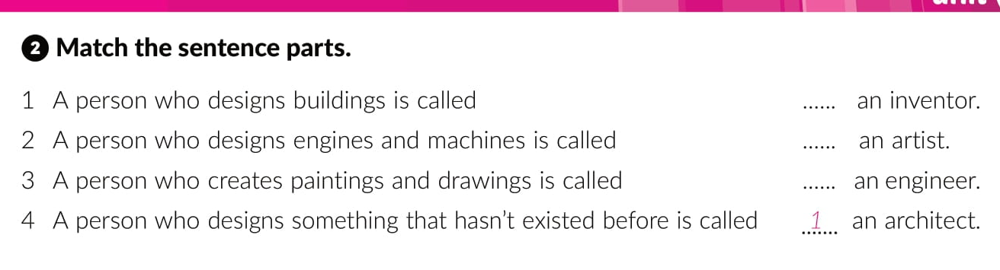 2 Match the sentence parts.
1 A person who designs buildings is called ...... an inventor.
2 A person who designs engines and machines is called ...... an artist.
3 A person who creates paintings and drawings is called ...... an engineer.
4 A person who designs something that hasn't existed before is called ..1.. an architect.